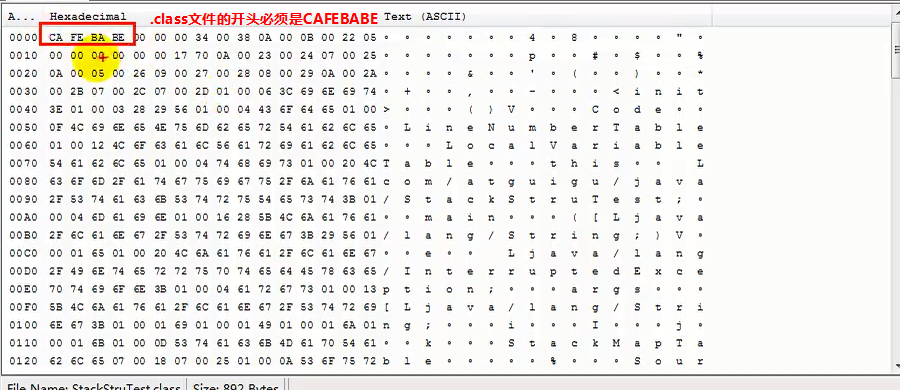 A... Hexadecimal .class文件的开头必须是CAFEBABE Text (ASCII)
0000 CA FE BA BE 00 00 00 34 00 38 0A 00 0B 00 22 05 ∘ ∘ ∘ ∘ ∘ ∘ ∘ 4 ∘ 8 ∘ ∘ ∘ ∘ " ∘
0010 00 00 00 00 00 00 17 70 0A 00 23 00 24 07 00 25 ∘ ∘ ∘ ∘ ∘ ∘ ∘ p ∘ ∘ # ∘ $ ∘ ∘ %
0020 0A 00 05 00 26 09 00 27 00 28 08 00 29 0A 00 2A ∘ ∘ ∘ ∘ & ∘ ∘ ' ∘ ( ∘ ∘ ) ∘ ∘ *
0030 00 2B 07 00 2C 07 00 2D 01 00 06 3C 69 6E 69 74 ∘ + ∘ ∘ , ∘ ∘ - ∘ ∘ ∘ < i n i t
0040 3E 01 00 03 28 29 56 01 00 04 43 6F 64 65 01 00 > ∘ ∘ ∘ ( ) V ∘ ∘ ∘ C o d e ∘ ∘
0050 0F 4C 69 6E 65 4E 75 6D 62 65 72 54 61 62 6C 65 ∘ L i n e N u m b e r T a b l e
0060 01 00 12 4C 6F 63 61 6C 56 61 72 69 61 62 6C 65 ∘ ∘ ∘ L o c a l V a r i a b l e
0070 54 61 62 6C 65 01 00 04 74 68 69 73 01 00 20 4C T a b l e ∘ ∘ ∘ t h i s ∘ ∘ L
0080 63 6F 6D 2F 61 74 67 75 69 67 75 2F 6A 61 76 61 c o m / a t g u i g u / j a v a
0090 2F 53 74 61 63 6B 53 74 72 75 54 65 73 74 3B 01 / S t a c k S t r u T e s t ; ∘
00A0 00 04 6D 61 69 6E 01 00 16 28 5B 4C 6A 61 76 61 ∘ ∘ m a i n ∘ ∘ ∘ ( [ L j a v a
00B0 2F 6C 61 6E 67 2F 53 74 72 69 6E 67 3B 29 56 01 / l a n g / S t r i n g ; ) V ∘
00C0 00 01 65 01 00 20 4C 6A 61 76 61 2F 6C 61 6E 67 ∘ ∘ e ∘ ∘ L j a v a / l a n g
00D0 2F 49 6E 74 65 72 72 75 70 74 65 64 45 78 63 65 / I n t e r r u p t e d E x c e
00E0 70 74 69 6F 6E 3B 01 00 04 61 72 67 73 01 00 13 p t i o n ; ∘ ∘ ∘ a r g s ∘ ∘ ∘
00F0 5B 4C 6A 61 76 61 2F 6C 61 6E 67 2F 53 74 72 69 [ L j a v a / l a n g / S t r i
0100 6E 67 3B 01 00 01 69 01 00 01 49 01 00 01 6A 01 n g ; ∘ ∘ ∘ i ∘ ∘ ∘ I ∘ ∘ ∘ j ∘
0110 00 01 6B 01 00 0D 53 74 61 63 6B 4D 61 70 54 61 ∘ ∘ k ∘ ∘ ∘ S t a c k M a p T a
0120 62 6C 65 07 00 18 07 00 25 01 00 0A 53 6F 75 72 b l e ∘ ∘ ∘ ∘ ∘ % ∘ ∘ ∘ S o u r
File Name: StackStruTest.class Size: 892 Bytes